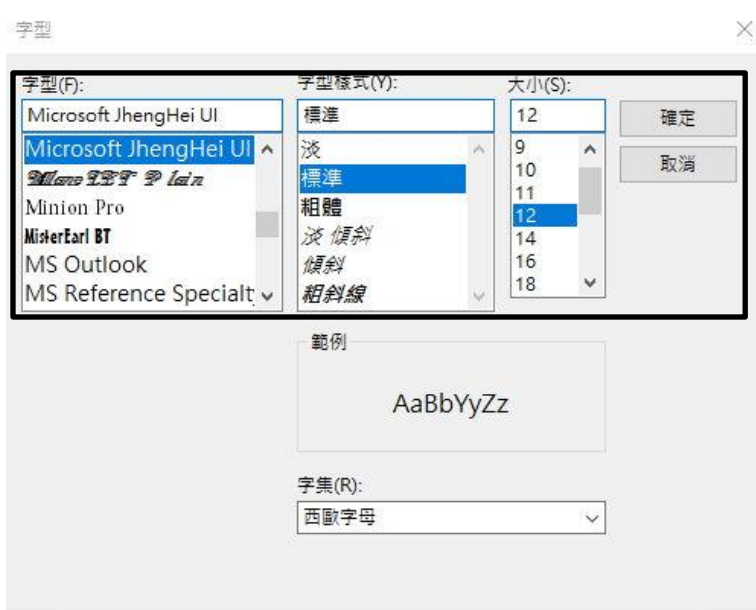 字型
字型(F):
Microsoft JhengHei UI
Microsoft JhengHei UI
Milano LET Plain
Minion Pro
MisterEarl BT
MS Outlook
MS Reference Specialt
字型樣式(Y):
標準
淡
標準
粗體
淡 傾斜
傾斜
粗斜線
大小(S):
12
9
10
11
12
14
16
18
確定
取消
範例
AaBbYyZz
字集(R):
西歐字母